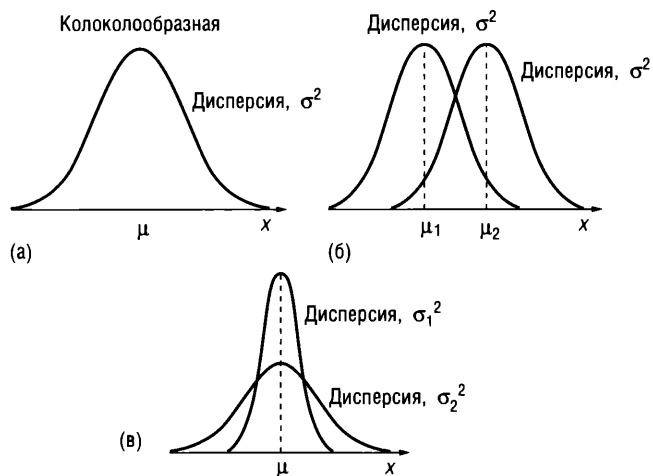 Колоколообразная
Дисперсия, σ²
μ
x
(а)
Дисперсия, σ²
Дисперсия, σ²
μ₁
μ₂
x
(б)
Дисперсия, σ₁²
Дисперсия, σ₂²
(в)
μ
x